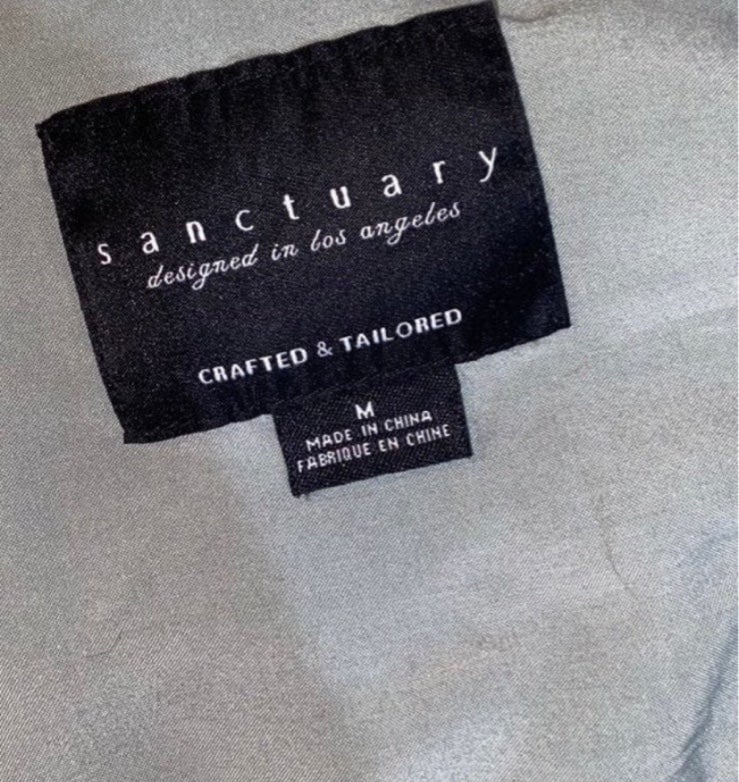 sanctuary
designed in los angeles
CRAFTED & TAILORED
M
MADE IN CHINA
FABRIQUE EN CHINE